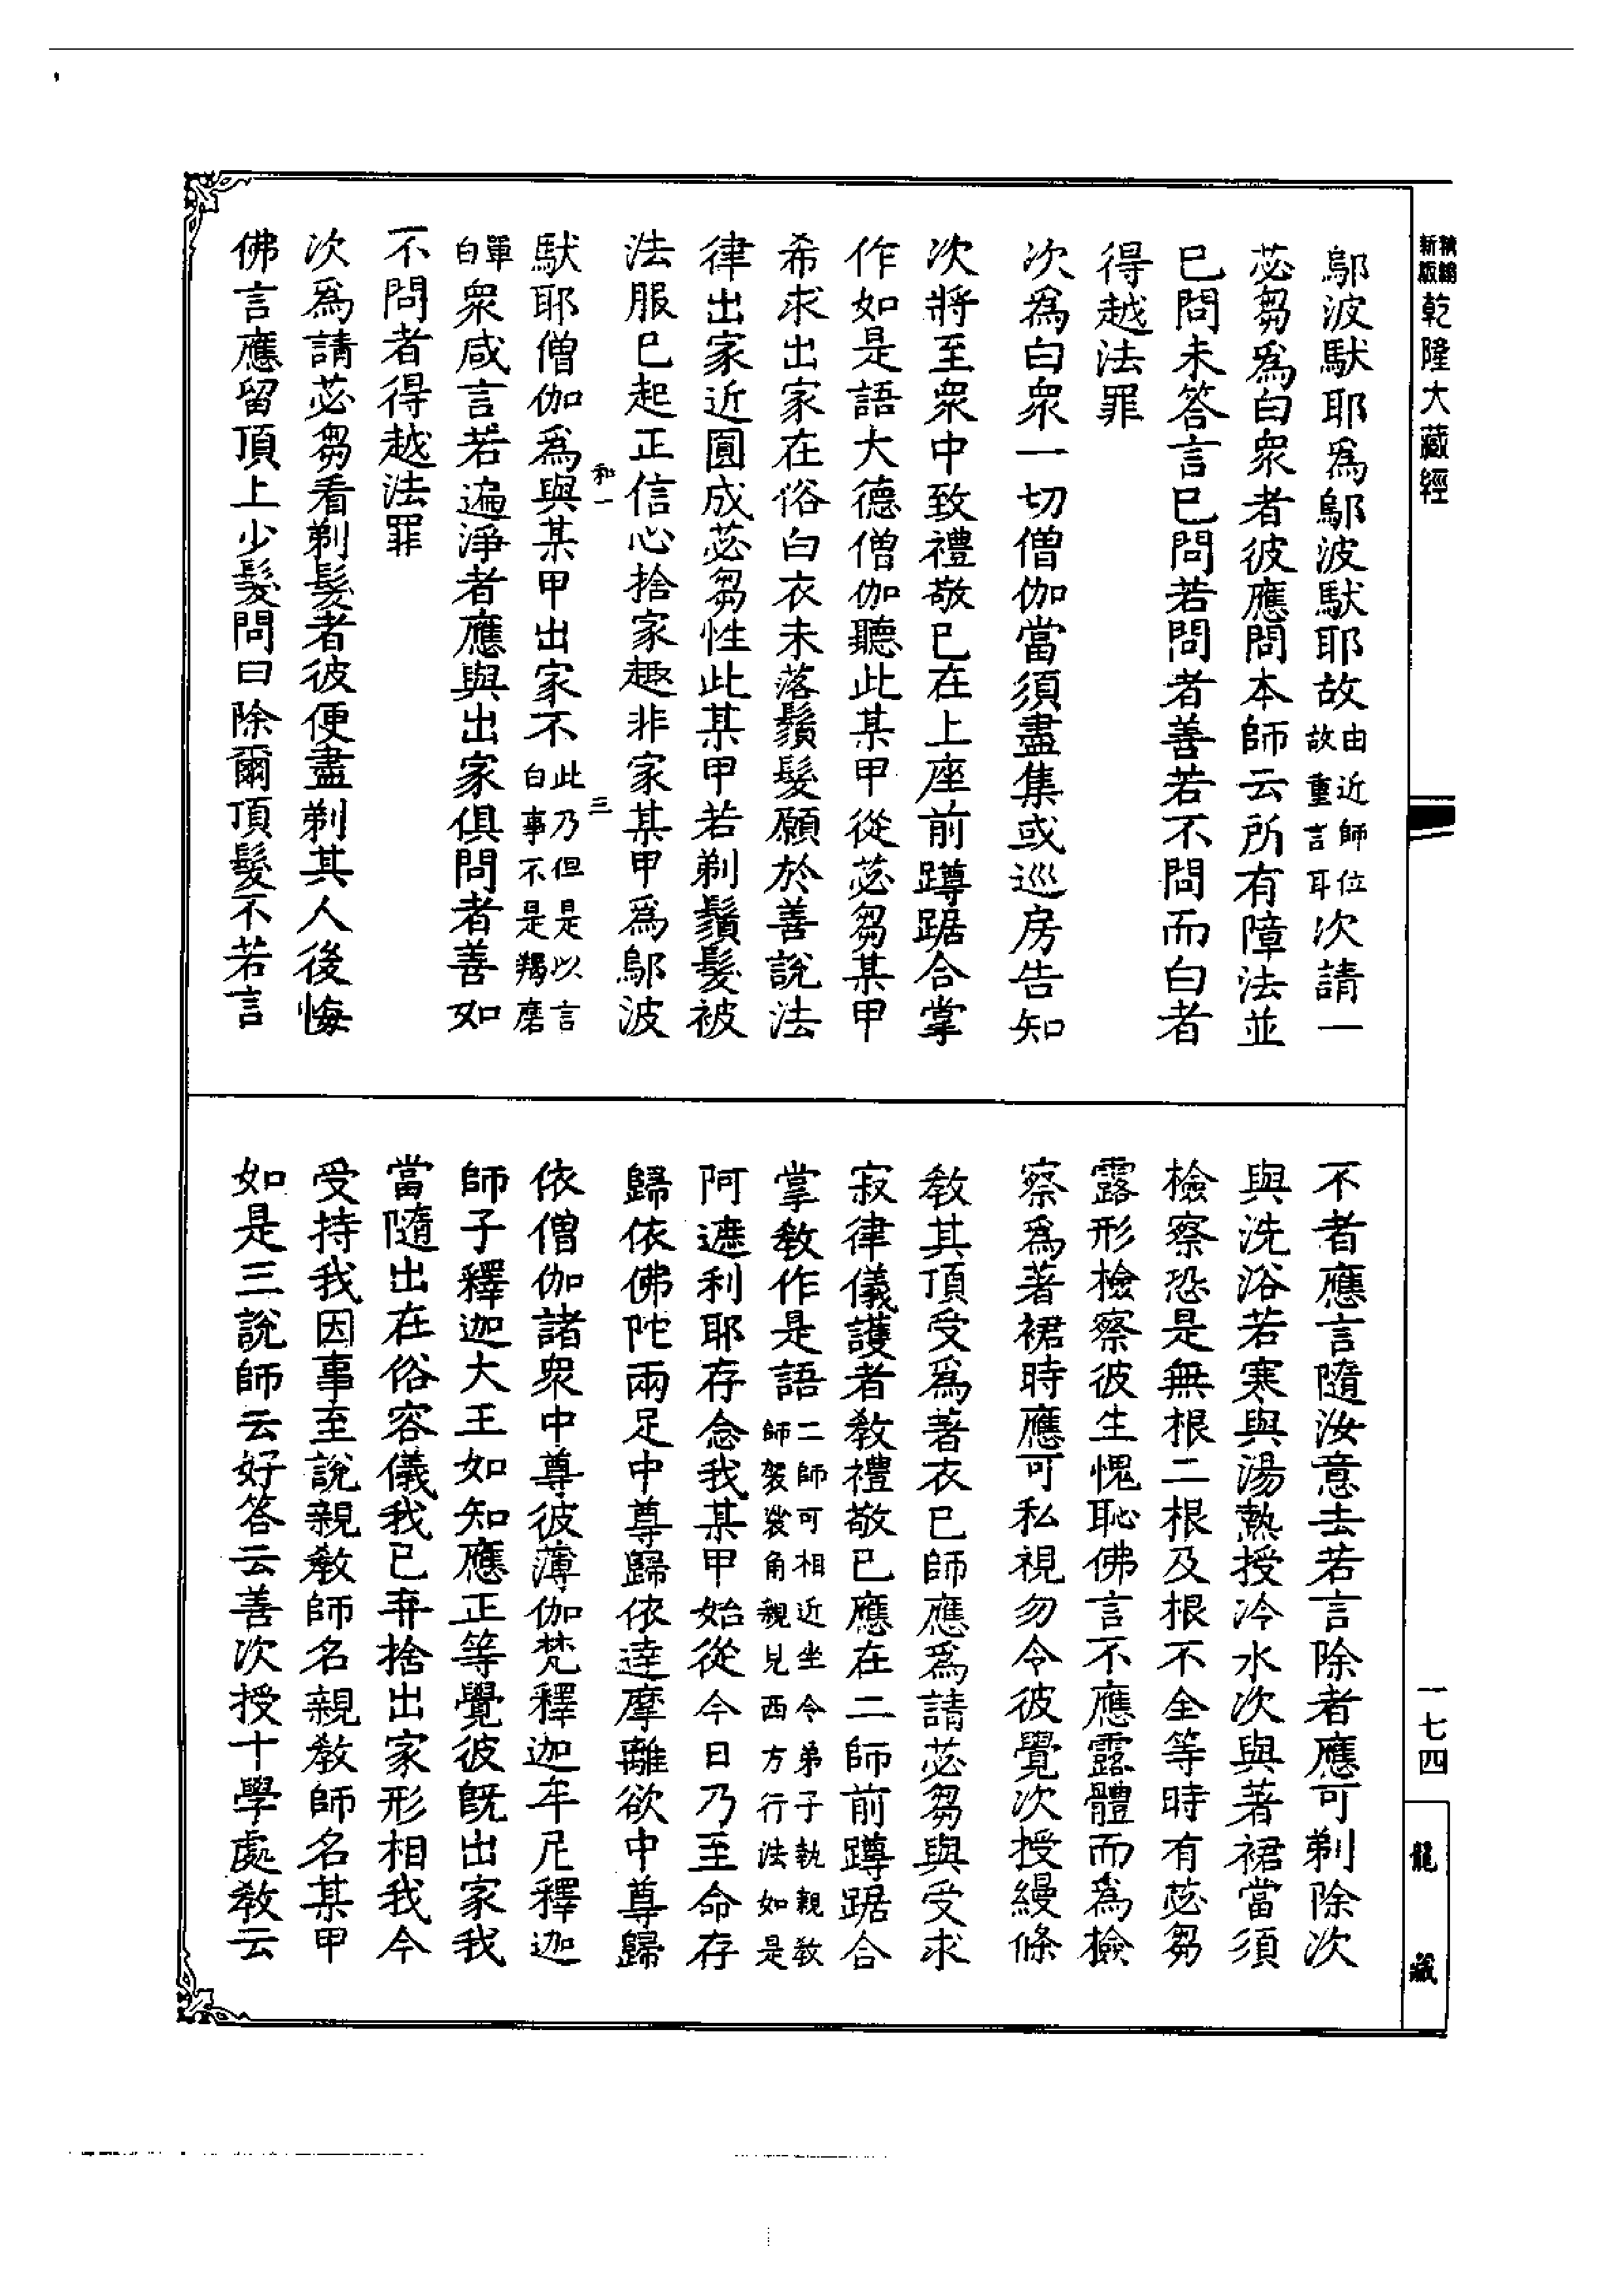 新編
縮版
乾隆大藏經
鄔波馱耶為鄔波馱耶故由近師位故重言耳次請一
苾芻為白眾者彼應問本師云所有障法並
已問未答言已問若問者善若不問而白者
得越法罪
次為白眾一切僧伽當須盡集或巡房告知
次將至眾中致禮敬已在上座前蹲踞合掌
作如是語大德僧伽聽此某甲從苾芻某甲
希求出家在俗白衣未落鬚髮願於善說法
律出家近圓成苾芻性此某甲若剃鬚髮被
法服已起正信心捨家趣非家某甲為鄔波
和一
三
馱耶僧伽為與某甲出家不此乃但是以言白事不是羯磨
單白眾咸言若遍淨者應與出家俱問者善如
不問者得越法罪
次為請苾芻看剃髮者彼便盡剃其人後悔
佛言應留頂上少髮問曰除爾頂髮不若言
不者應言隨汝意去若言除者應可剃除次
與洗浴若寒與湯熱授冷水次與著裙當須
檢察恐是無根二根及根不全等時有苾芻
露形檢察彼生愧恥佛言不應露體而為檢
察為著裙時應可私視勿令彼覺次授縵條
教其頂受為著衣已師應為請苾芻與受求
寂律儀護者教禮敬已應在二師前蹲踞合
掌教作是語二師可相近坐令弟子執親教師袈裟角親見西方行法如是
阿遮利耶存念我某甲始從今日乃至命存
歸依佛陀兩足中尊歸依達摩離欲中尊歸
依僧伽諸眾中尊彼薄伽梵釋迦牟尼釋迦
師子釋迦大王如知應正等覺彼既出家我
當隨出在俗容儀我已棄捨出家形相我今
受持我因事至說親教師名親教師名某甲
如是三說師云好答云善次授十學處教云
一七四
龍藏